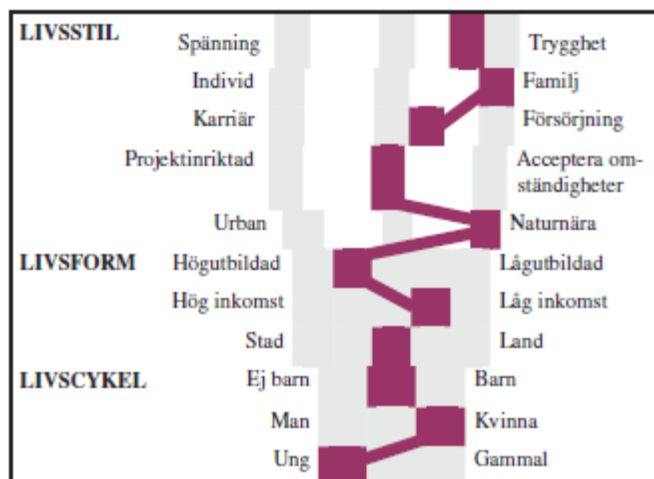 LIVSSTIL
Spänning Trygghet
Individ Familj
Karriär Försörjning
Projektinriktad Acceptera om-
ständigheter
Urban Naturnära
LIVSFORM Högutbildad Lågutbildad
Hög inkomst Låg inkomst
Stad Land
LIVSCYKEL Ej barn Barn
Man Kvinna
Ung Gammal